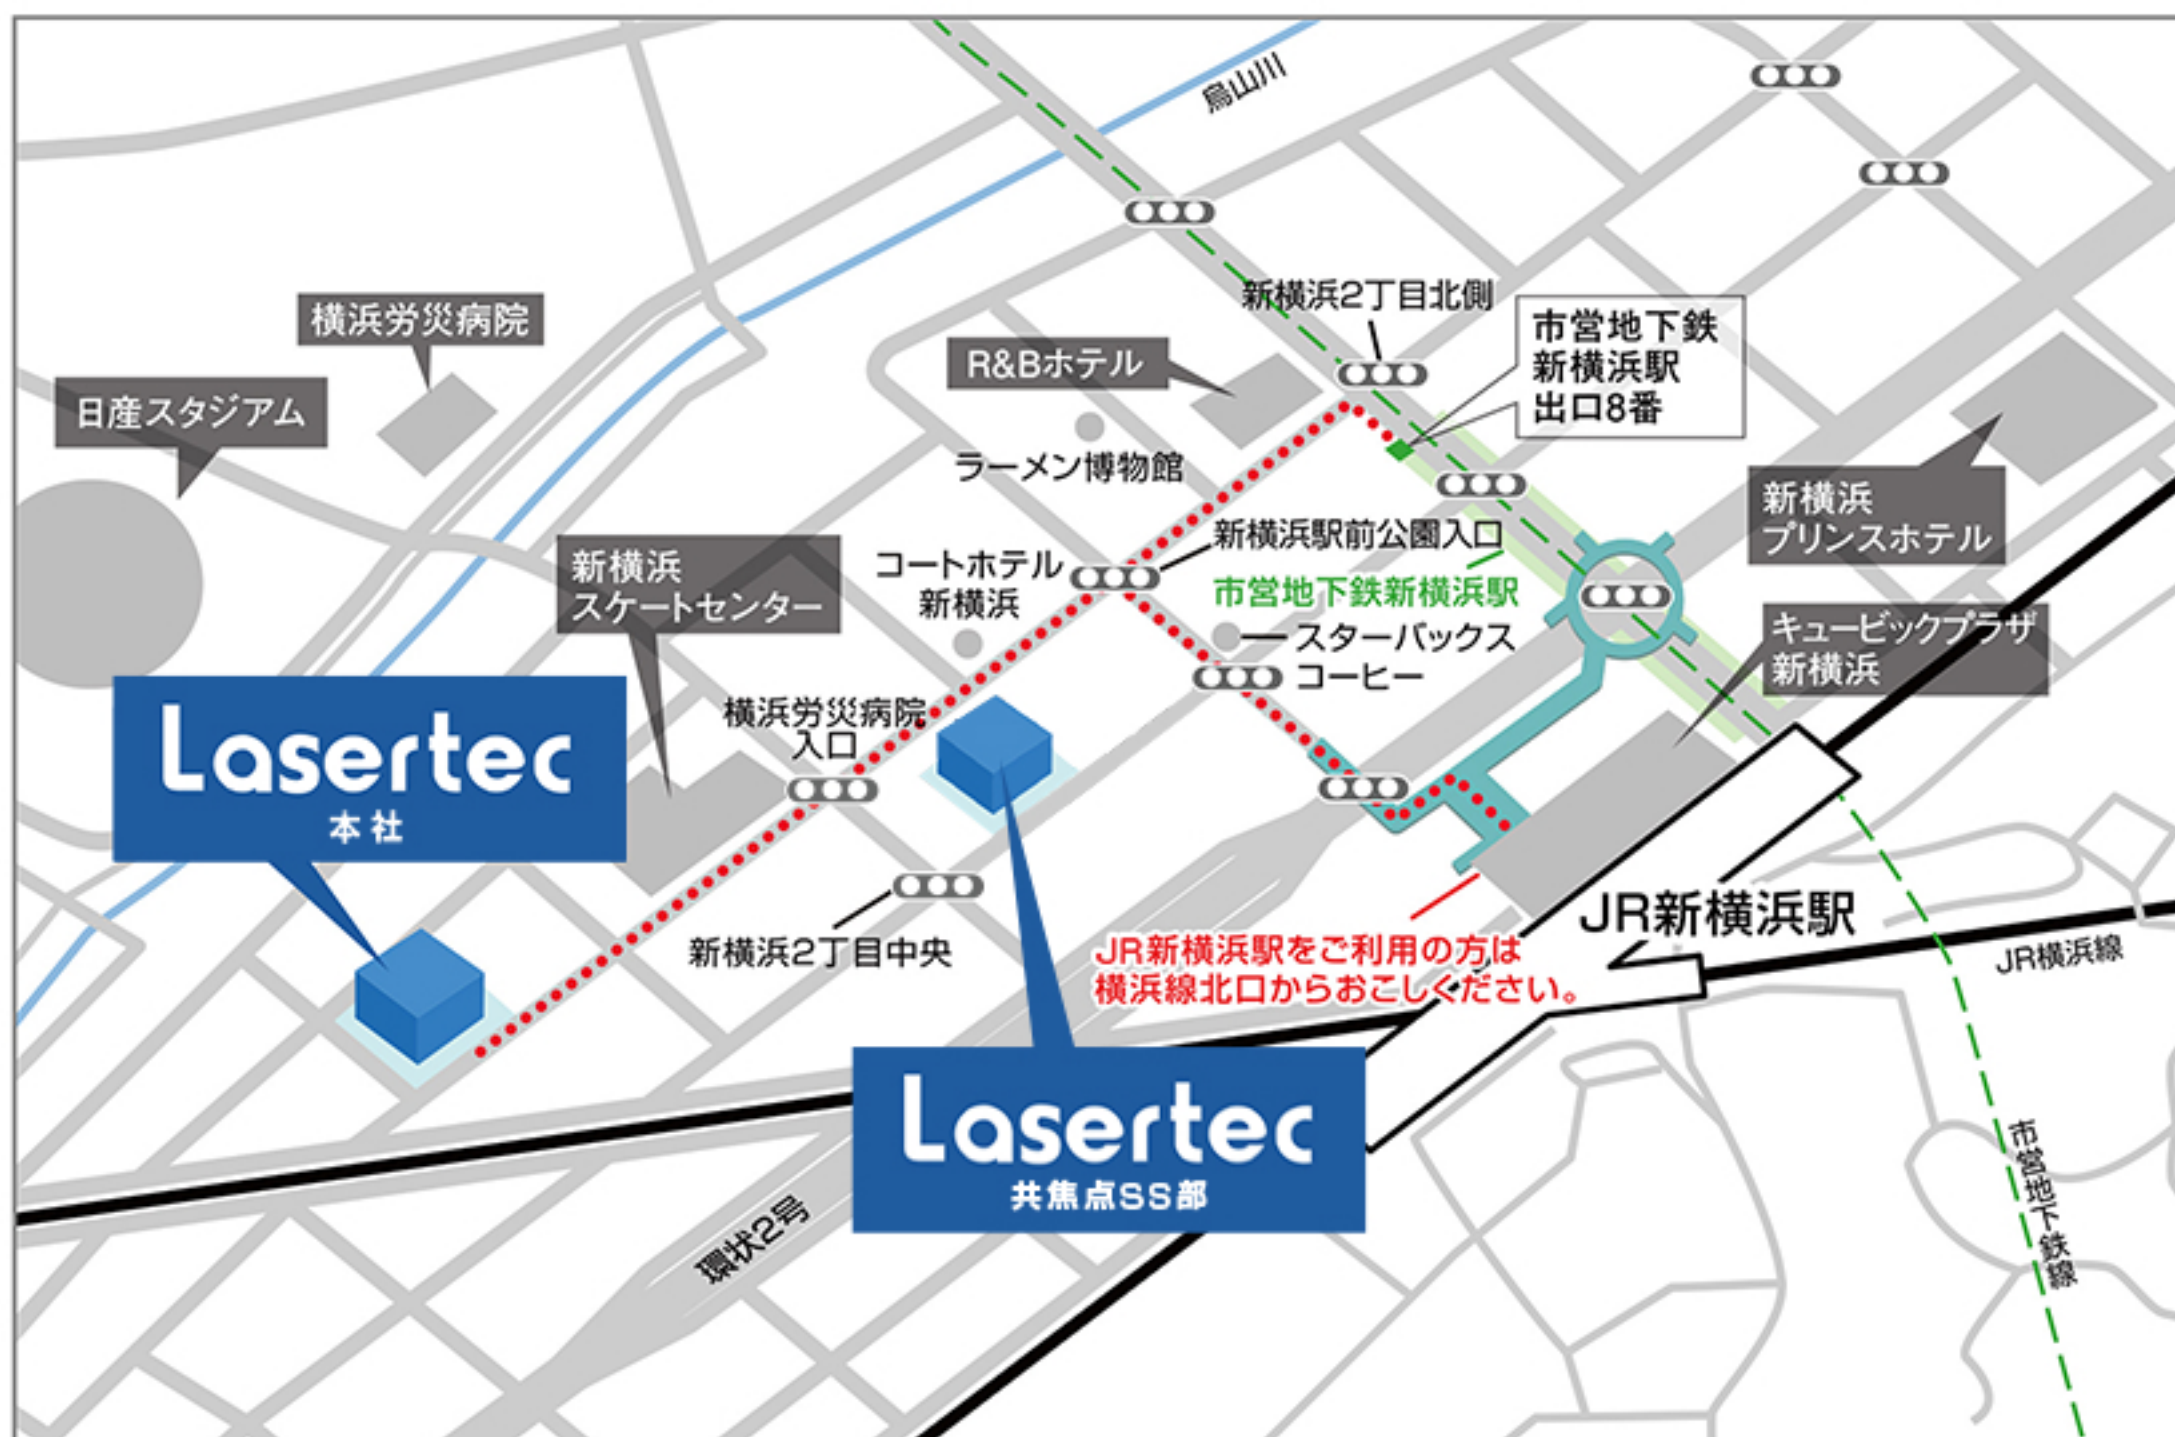 鳥山川
新横浜2丁目北側
市営地下鉄
新横浜駅
出口8番
横浜労災病院
R&Bホテル
日産スタジアム
ラーメン博物館
新横浜
プリンスホテル
新横浜駅前公園入口
コートホテル
新横浜
新横浜
スケートセンター
市営地下鉄新横浜駅
スターバックス
コーヒー
キュービックプラザ
新横浜
横浜労災病院
入口
Lasertec
本社
新横浜2丁目中央
JR新横浜駅
JR新横浜駅をご利用の方は
横浜線北口からおこしください。
JR横浜線
Lasertec
共焦点SS部
環状2号
市営地下鉄線